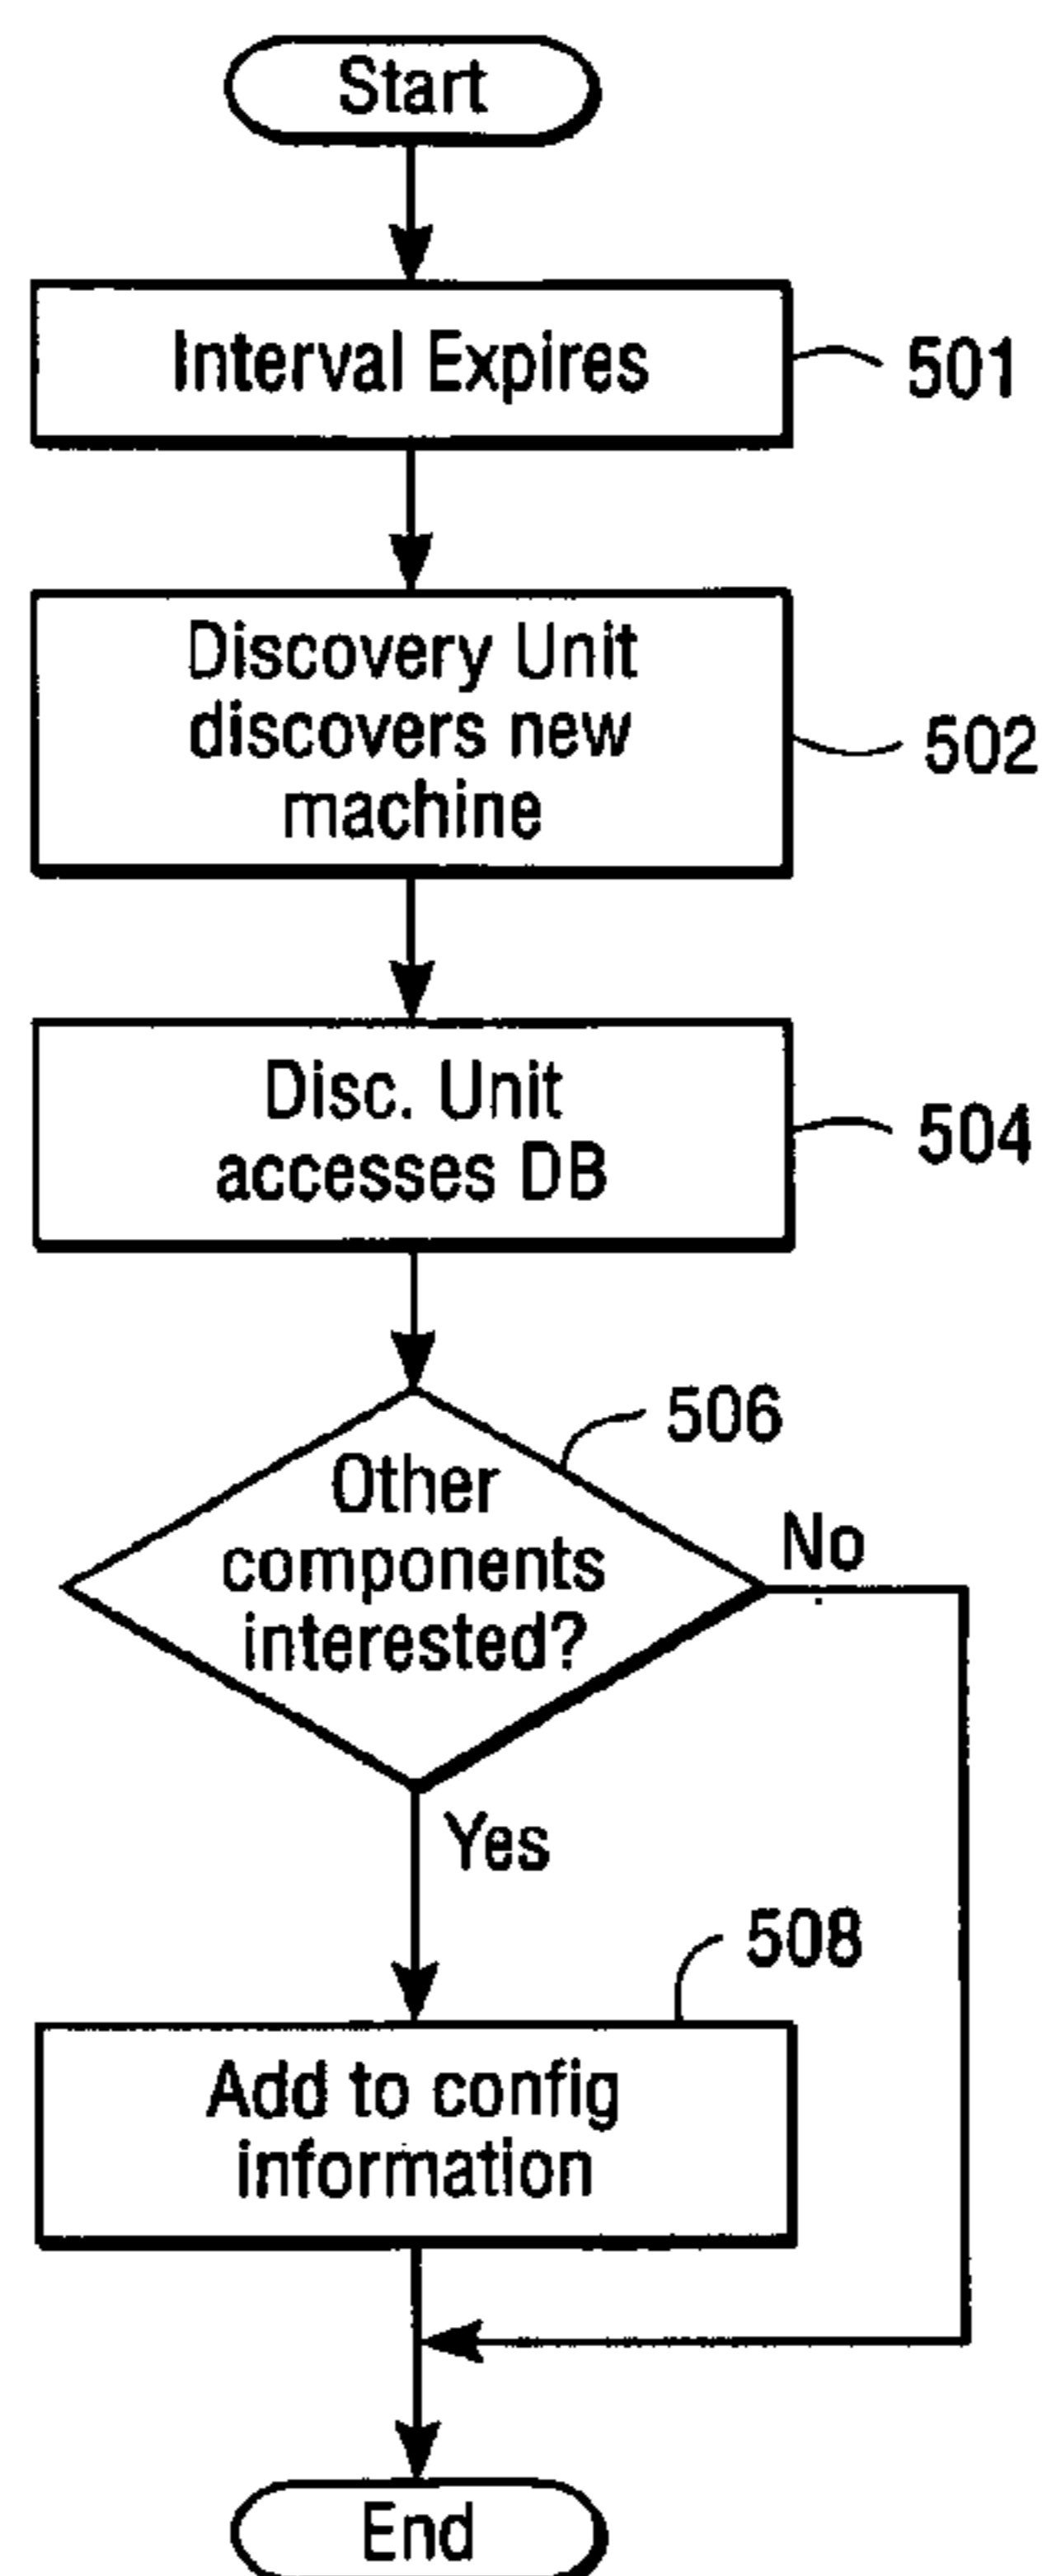 Start
Interval Expires
501
Discovery Unit
discovers new
machine
502
Disc. Unit
accesses DB
504
506
Other
components
interested?
No
Yes
508
Add to config
information
End